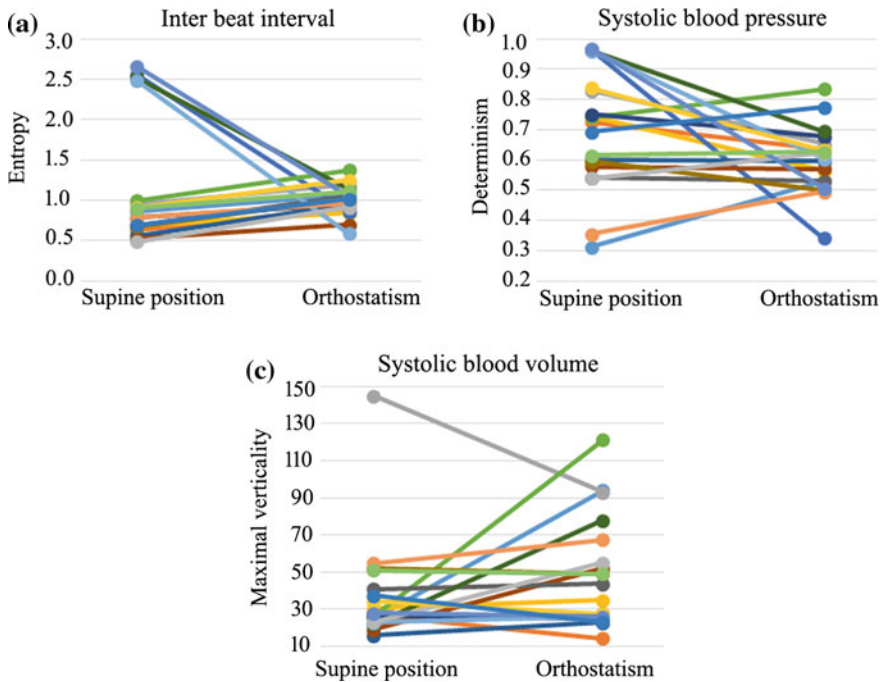 (a) Inter beat interval
3.0
2.5
2.0
1.5
1.0
0.5
0.0
Entropy
Supine position Orthostatism
(b) Systolic blood pressure
1.0
0.9
0.8
0.7
0.6
0.5
0.4
0.3
0.2
Determinism
Supine position Orthostatism
(c) Systolic blood volume
150
130
110
90
70
50
30
10
Maximal verticality
Supine position Orthostatism